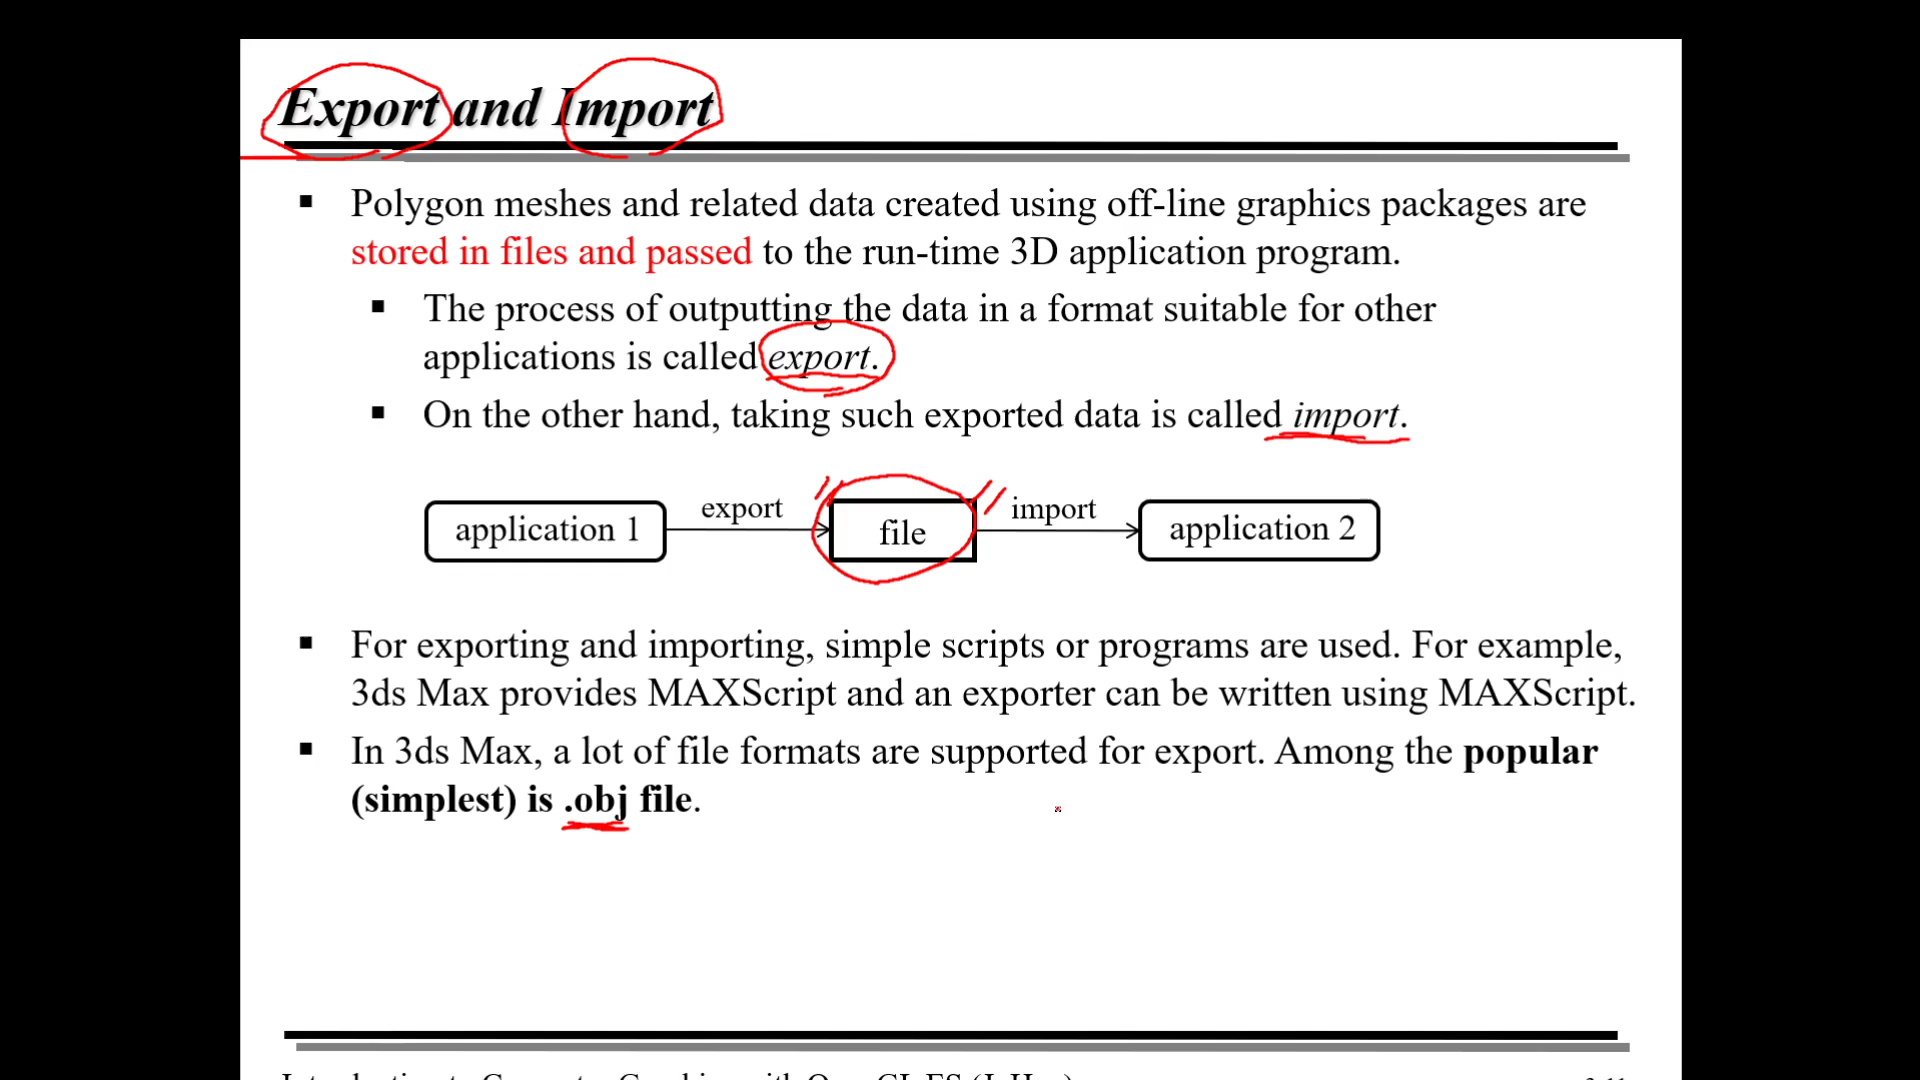 Export and Import
▪ Polygon meshes and related data created using off-line graphics packages are
stored in files and passed to the run-time 3D application program.
▪ The process of outputting the data in a format suitable for other
applications is called export.
▪ On the other hand, taking such exported data is called import.
application 1
export
file
import
application 2
▪ For exporting and importing, simple scripts or programs are used. For example,
3ds Max provides MAXScript and an exporter can be written using MAXScript.
▪ In 3ds Max, a lot of file formats are supported for export. Among the popular
(simplest) is .obj file.